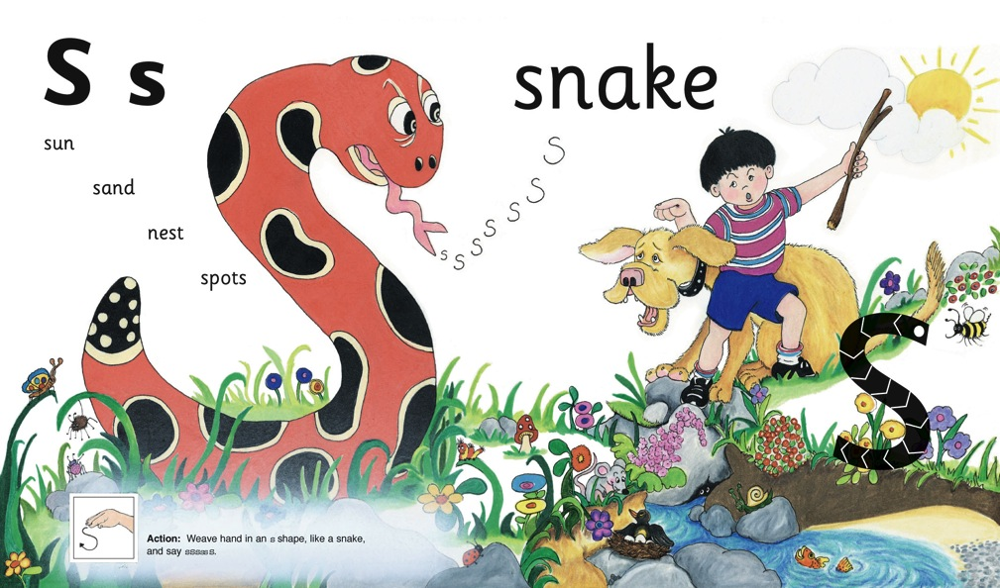 S s
snake
sun
sand
nest
spots
s s s s s s s
Action: Weave hand in an s shape, like a snake,
and say ssssss.